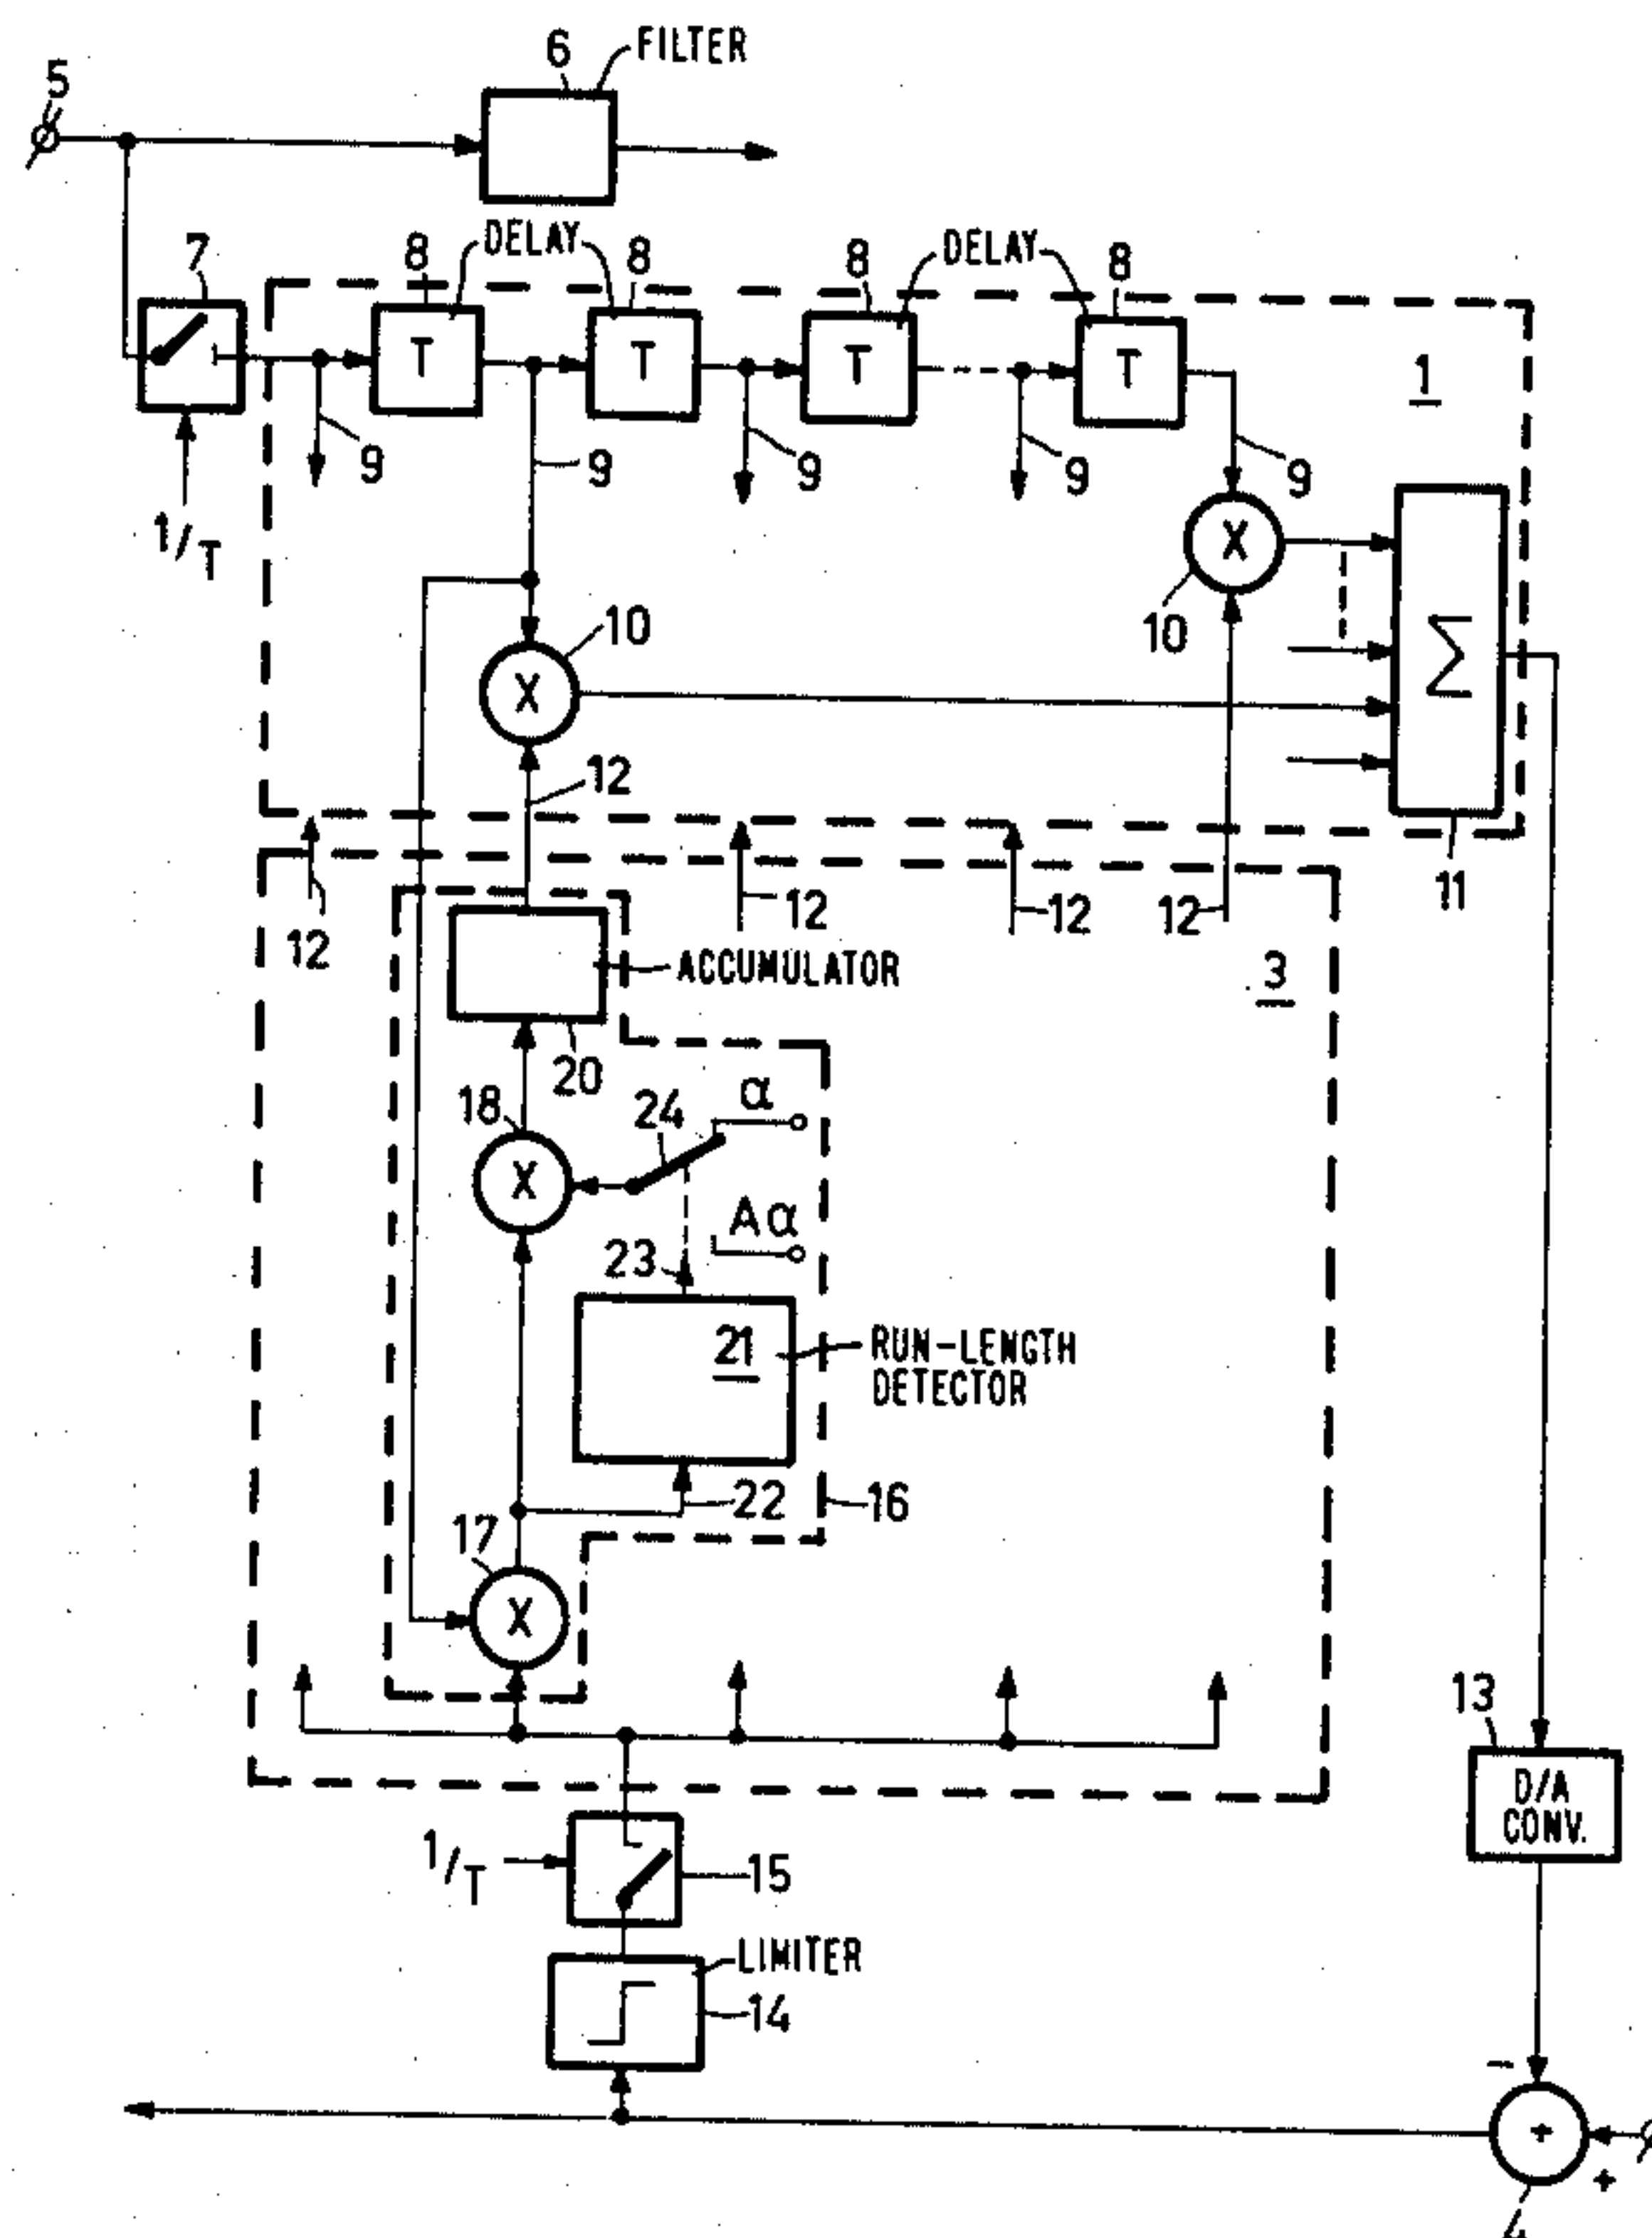 5
6
FILTER
7
8
DELAY
8
8
DELAY
8
T
T
T
T
1
9
9
9
9
9
1/T
X
10
10
X
Σ
12
12
12
12
12
11
ACCUMULATOR
3
20
18
24
α
X
Aα
23
21
RUN-LENGTH
DETECTOR
22
16
17
X
13
D/A
CONV.
1/T
15
LIMITER
14
-
+
+
4